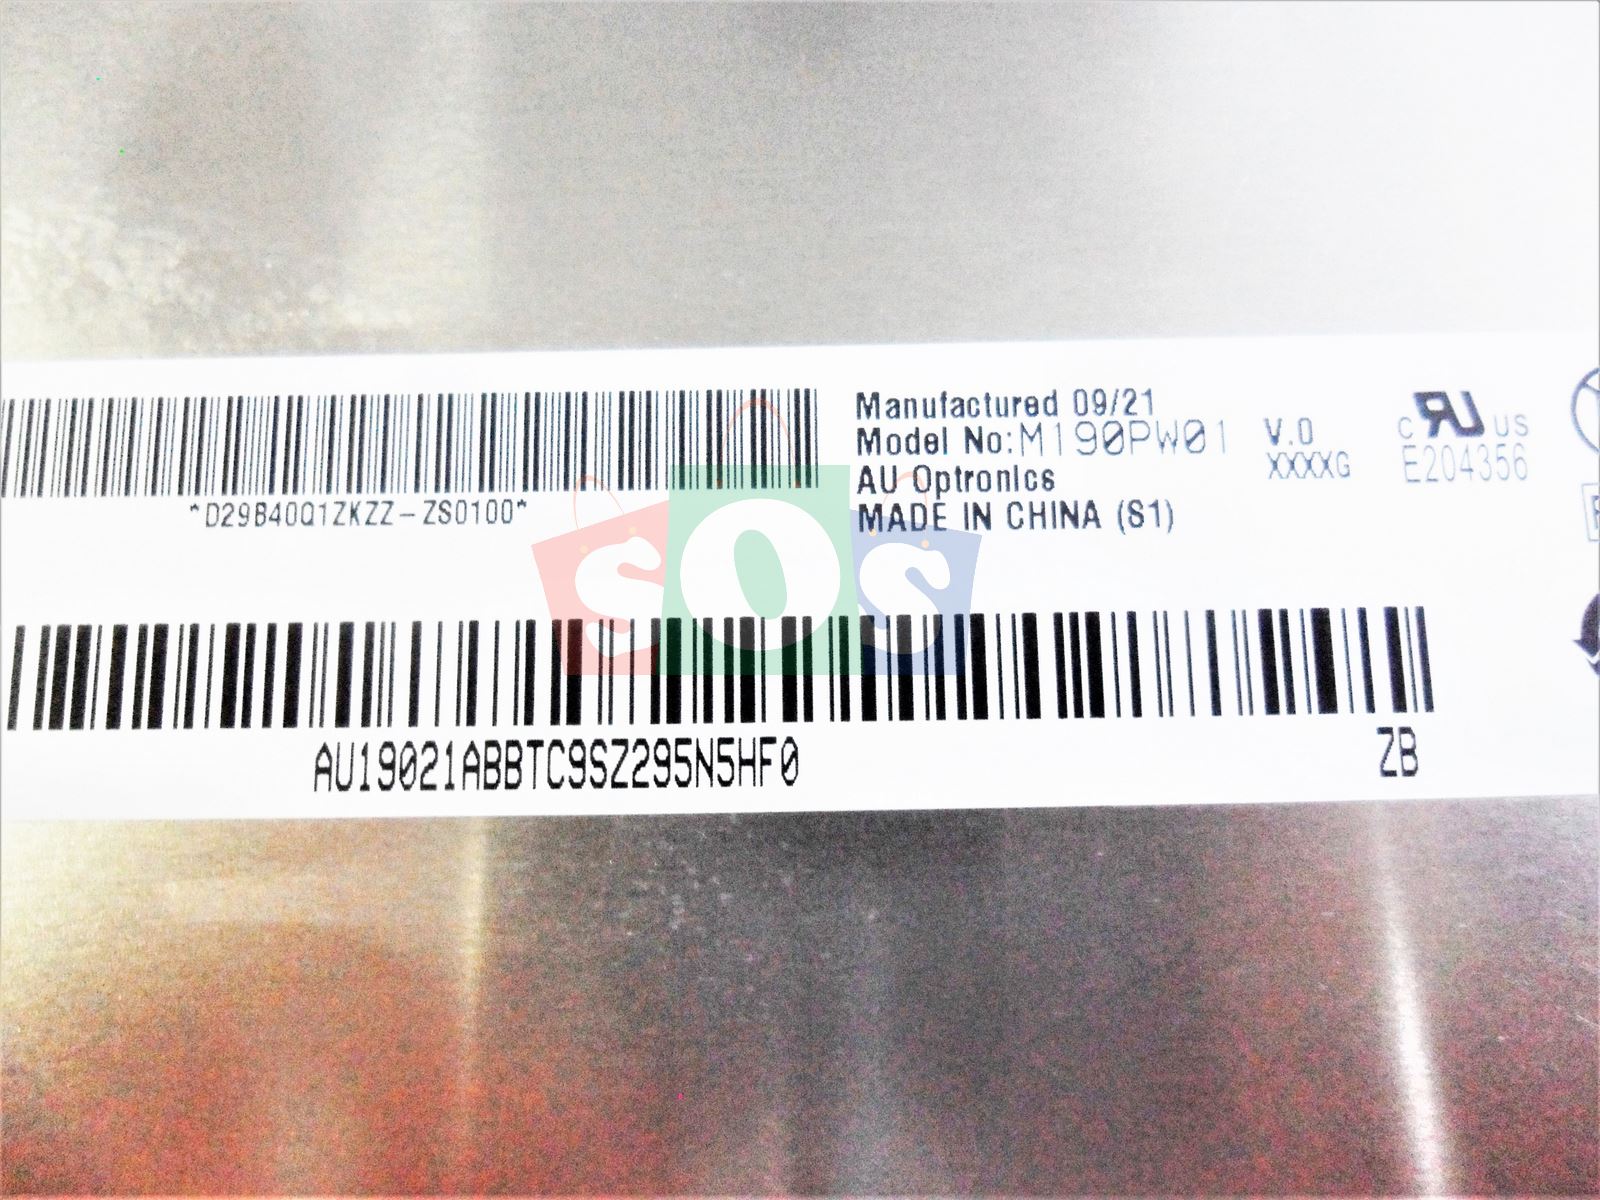 Manufactured 09/21
Model No:M190PW01 V.0
AU Optronics XXXXG
MADE IN CHINA (S1)
C US
E204356
*D29B40Q1ZKZZ-ZS0100*
SOS
AU19021ABBTC9SZ295N5HF0 ZB